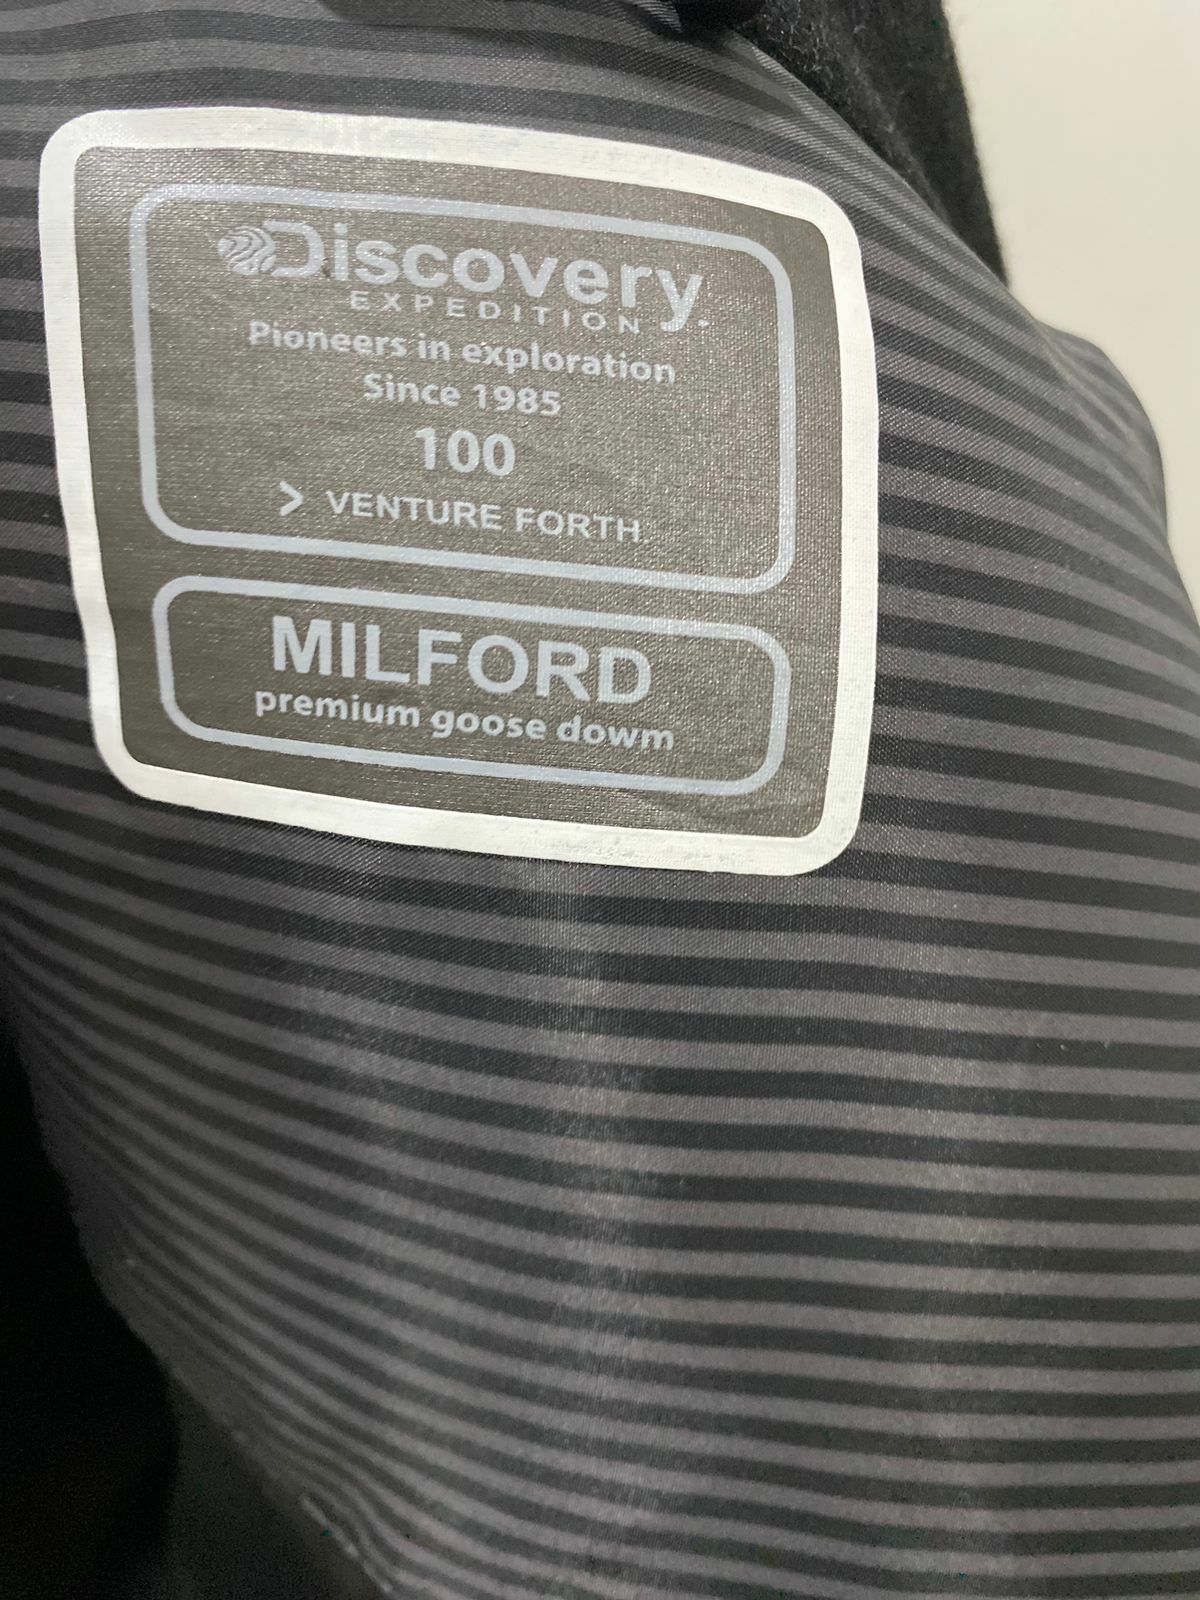 Discovery
EXPEDITION
Pioneers in exploration
Since 1985
100
> VENTURE FORTH
MILFORD
premium goose dowm